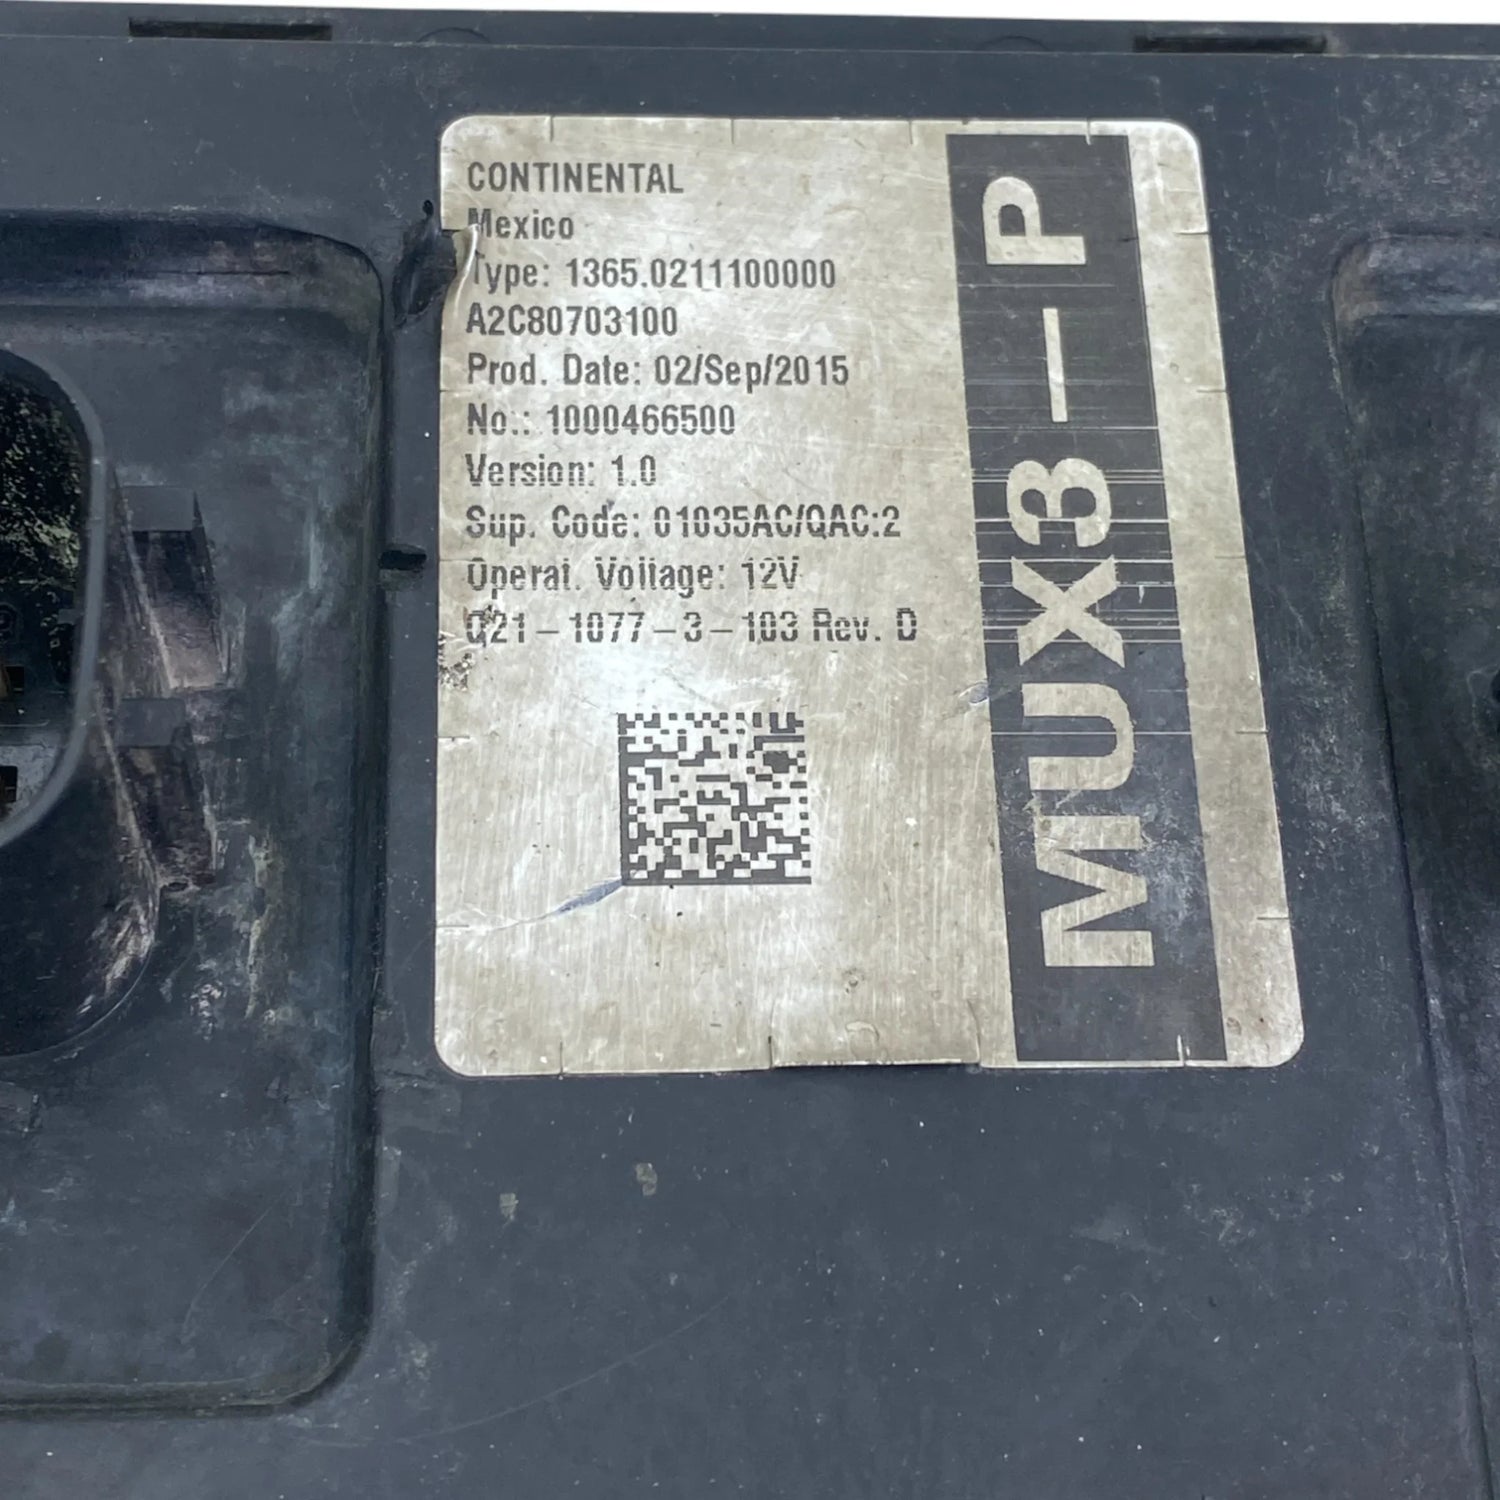 CONTINENTAL
Mexico
Type: 1365.0211100000
A2C80703100
Prod. Date: 02/Sep/2015
No.: 1000466500
Version: 1.0
Sup. Code: 01035AC/QAC:2
Operat. Voltage: 12V
Q21-1077-3-103 Rev. D
MUX3-P